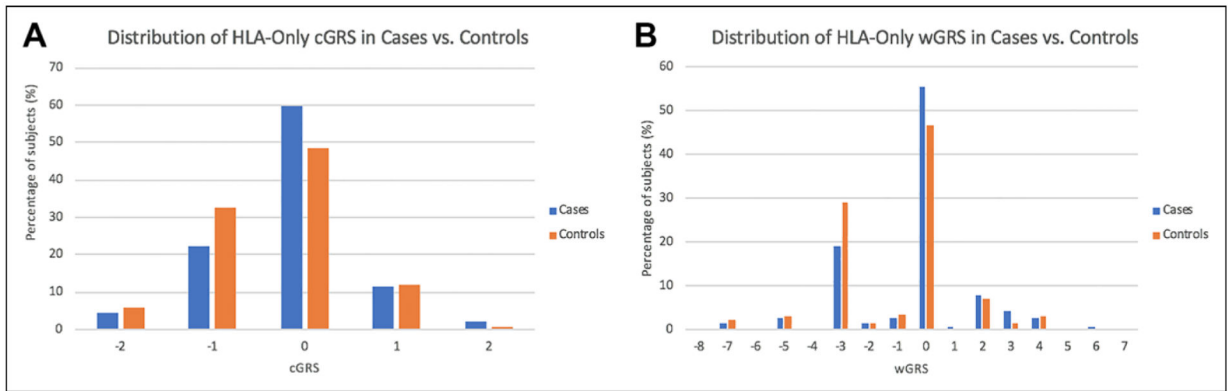 A
Distribution of HLA-Only cGRS in Cases vs. Controls
Percentage of subjects (%)
70
60
50
40
30
20
10
0
-2 -1 0 1 2
cGRS
Cases
Controls
B
Distribution of HLA-Only wGRS in Cases vs. Controls
Percentage of subjects (%)
60
50
40
30
20
10
0
-8 -7 -6 -5 -4 -3 -2 -1 0 1 2 3 4 5 6 7
wGRS
Cases
Controls